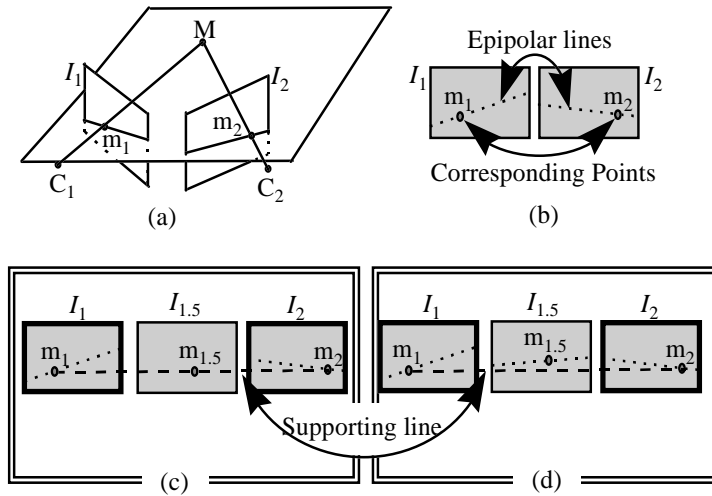 M
I1
I2
m1
m2
C1
C2
(a)
Epipolar lines
I1
I2
m1
m2
Corresponding Points
(b)
I1
I1.5
I2
m1
m1.5
m2
I1
I1.5
I2
m1
m1.5
m2
Supporting line
(c)
(d)